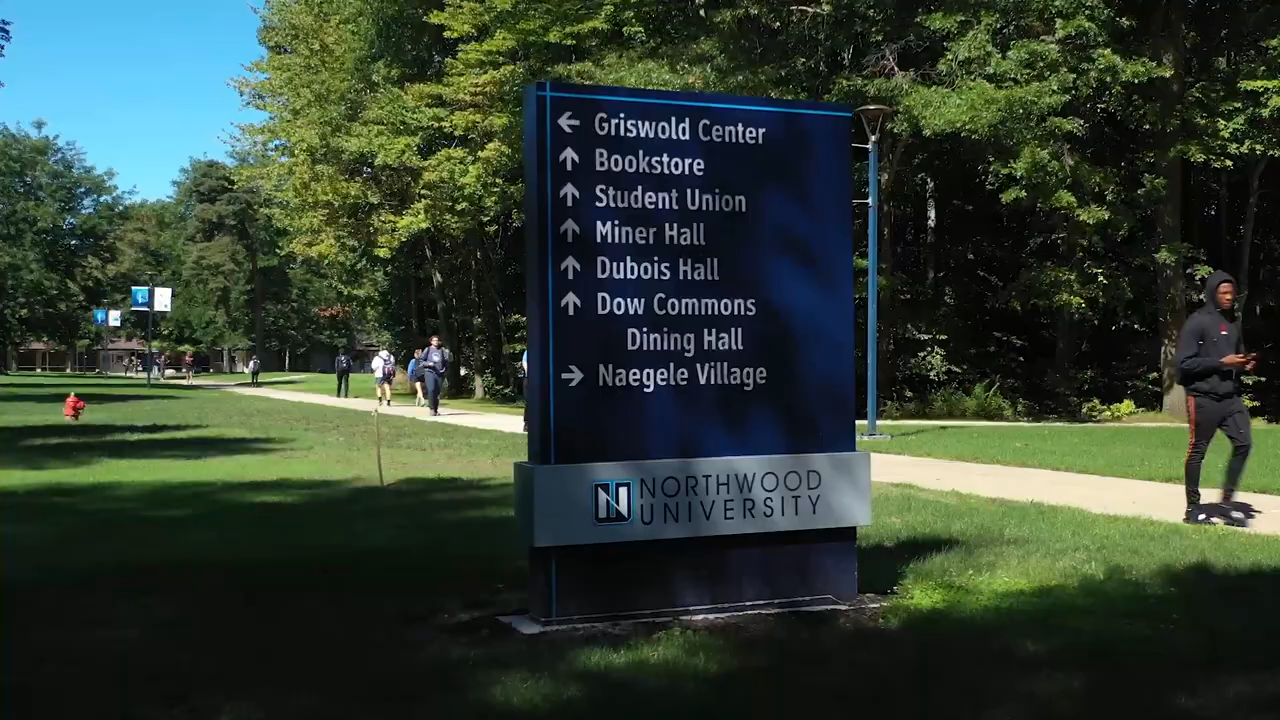 ← Griswold Center
↑ Bookstore
↑ Student Union
↑ Miner Hall
↑ Dubois Hall
↑ Dow Commons
Dining Hall
→ Naegele Village
N NORTHWOOD
UNIVERSITY